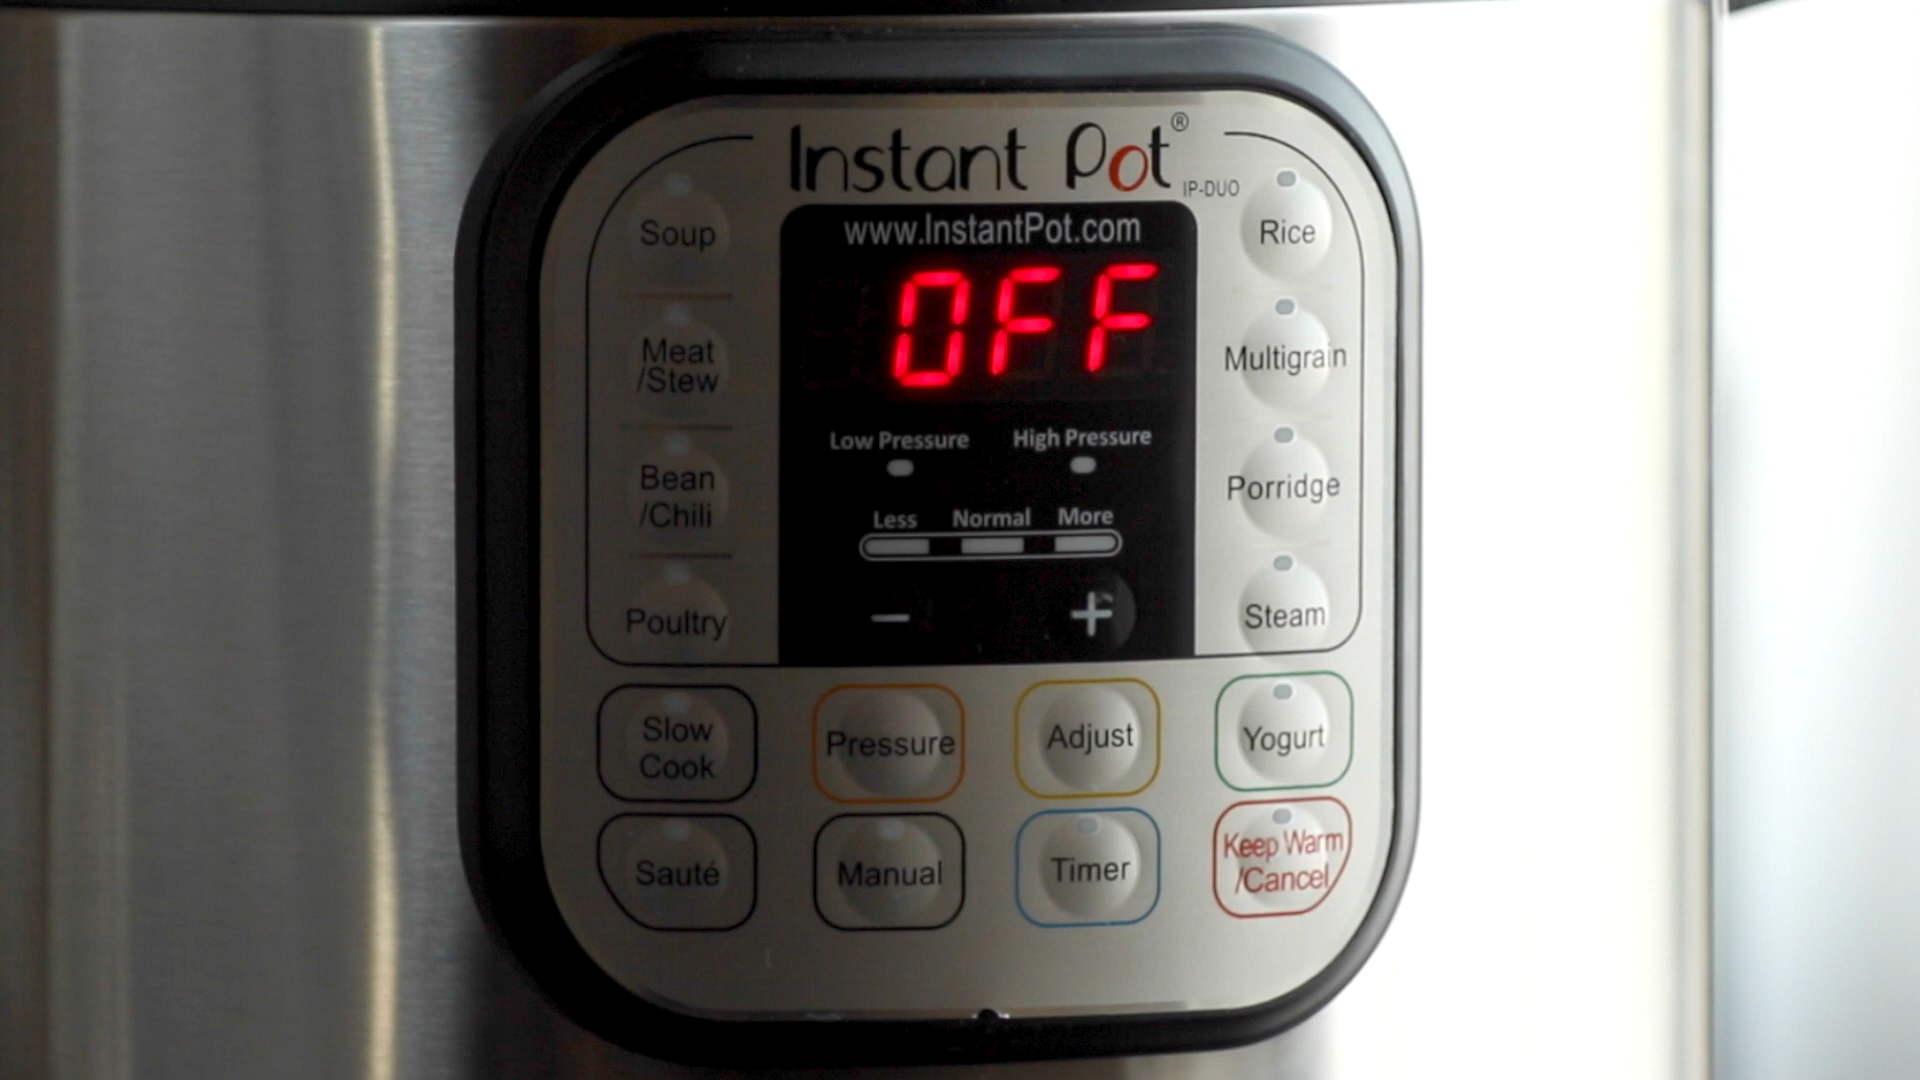 Instant Pot®
IP-DUO
www.InstantPot.com
OFF
Low Pressure
High Pressure
Less Normal More
− +
Soup
Meat
/Stew
Bean
/Chili
Poultry
Rice
Multigrain
Porridge
Steam
Slow
Cook
Pressure
Adjust
Yogurt
Sauté
Manual
Timer
Keep Warm
/Cancel